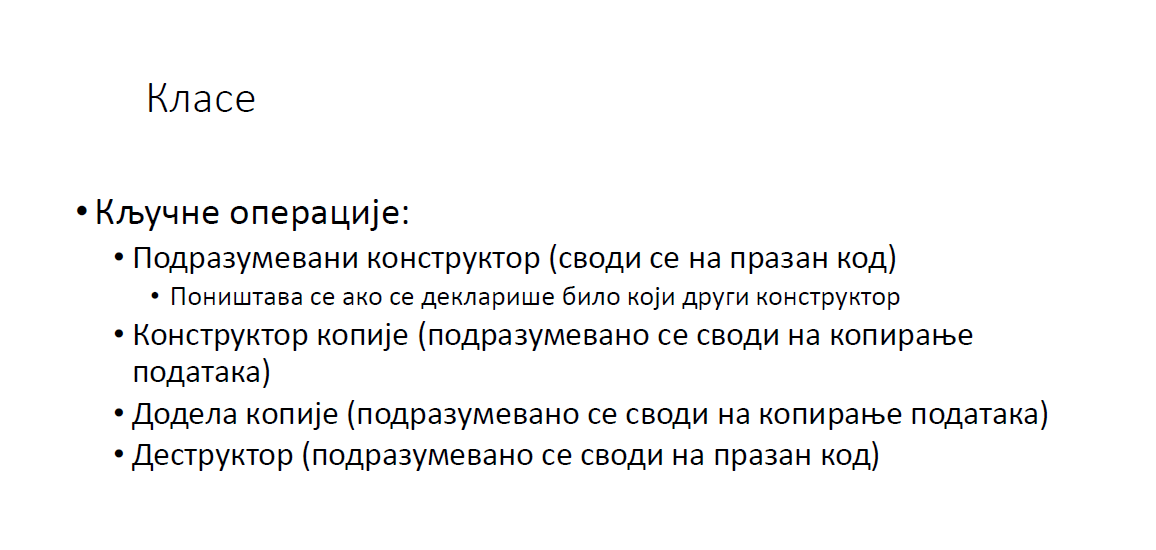 Класе
• Кључне операције:
• Подразумевани конструктор (своди се на празан код)
• Поништава се ако се декларише било који други конструктор
• Конструктор копије (подразумевано се своди на копирање
података)
• Додела копије (подразумевано се своди на копирање података)
• Деструктор (подразумевано се своди на празан код)